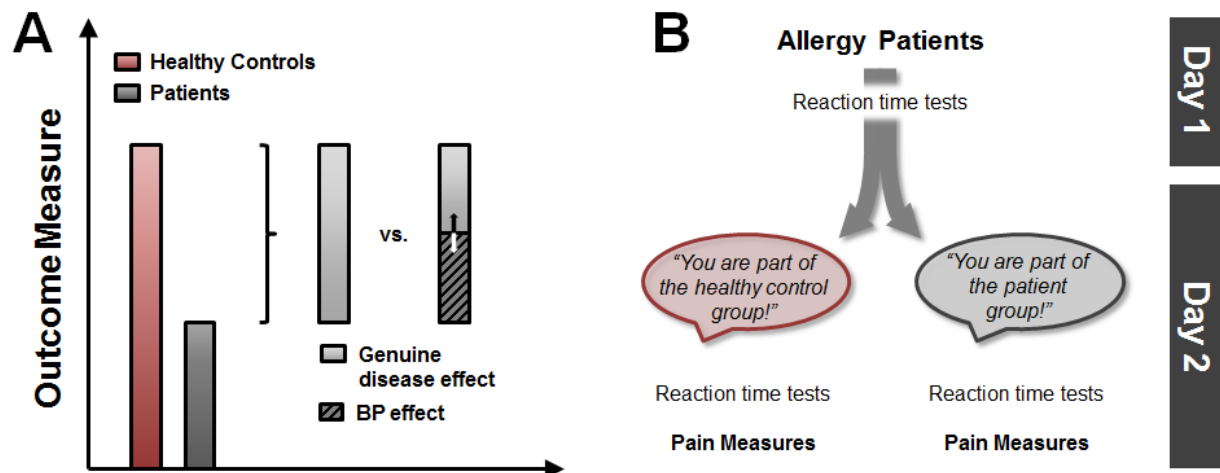 A
Outcome Measure
Healthy Controls
Patients
vs.
Genuine
disease effect
BP effect
B
Allergy Patients
Reaction time tests
“You are part of
the healthy control
group!”
“You are part of
the patient
group!”
Reaction time tests
Reaction time tests
Pain Measures
Pain Measures
Day 1
Day 2